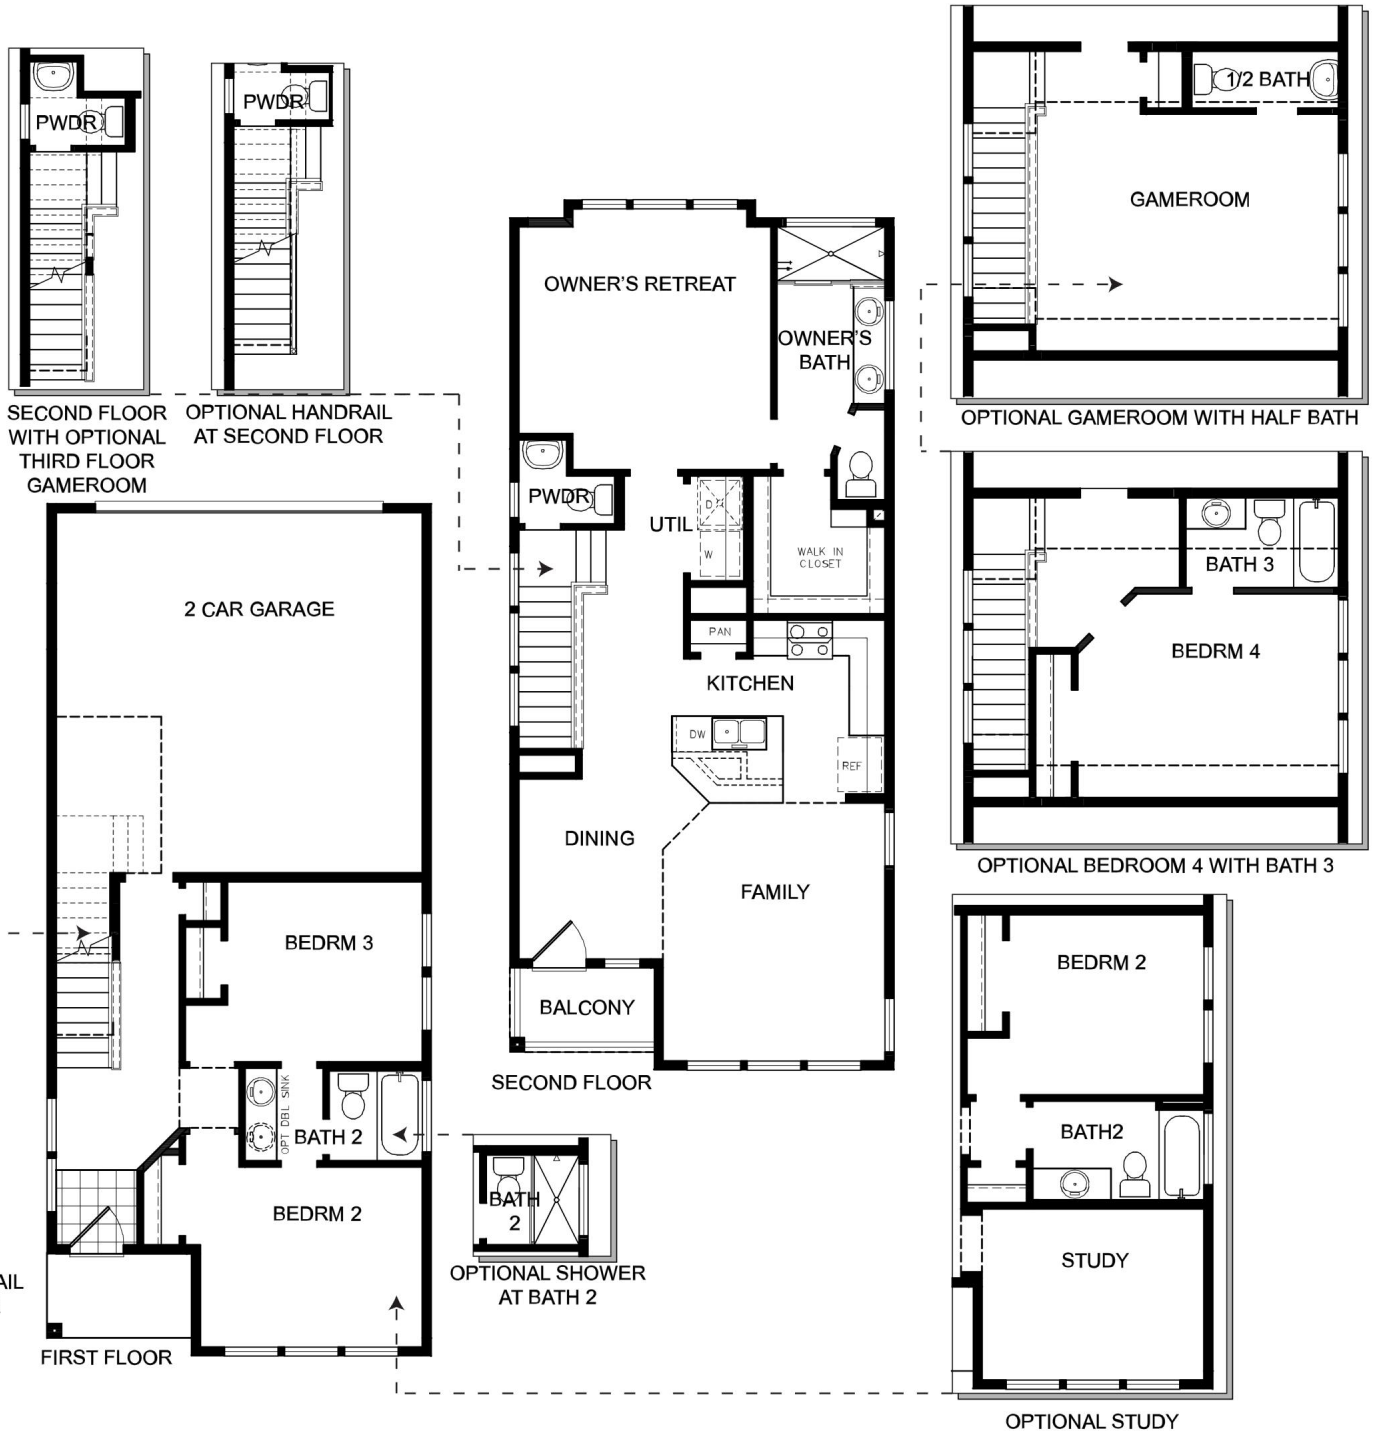 PWDR
SECOND FLOOR
WITH OPTIONAL
THIRD FLOOR
GAMEROOM
PWDR
OPTIONAL HANDRAIL
AT SECOND FLOOR
2 CAR GARAGE
BEDRM 3
OPT DBL SINK
BATH 2
BEDRM 2
AIL
FIRST FLOOR
OWNER'S RETREAT
OWNER'S
BATH
PWDR
UTIL
D
W
WALK IN
CLOSET
PAN
KITCHEN
DW
REF
DINING
FAMILY
BALCONY
SECOND FLOOR
BATH
2
OPTIONAL SHOWER
AT BATH 2
1/2 BATH
GAMEROOM
OPTIONAL GAMEROOM WITH HALF BATH
BATH 3
BEDRM 4
OPTIONAL BEDROOM 4 WITH BATH 3
BEDRM 2
BATH2
STUDY
OPTIONAL STUDY